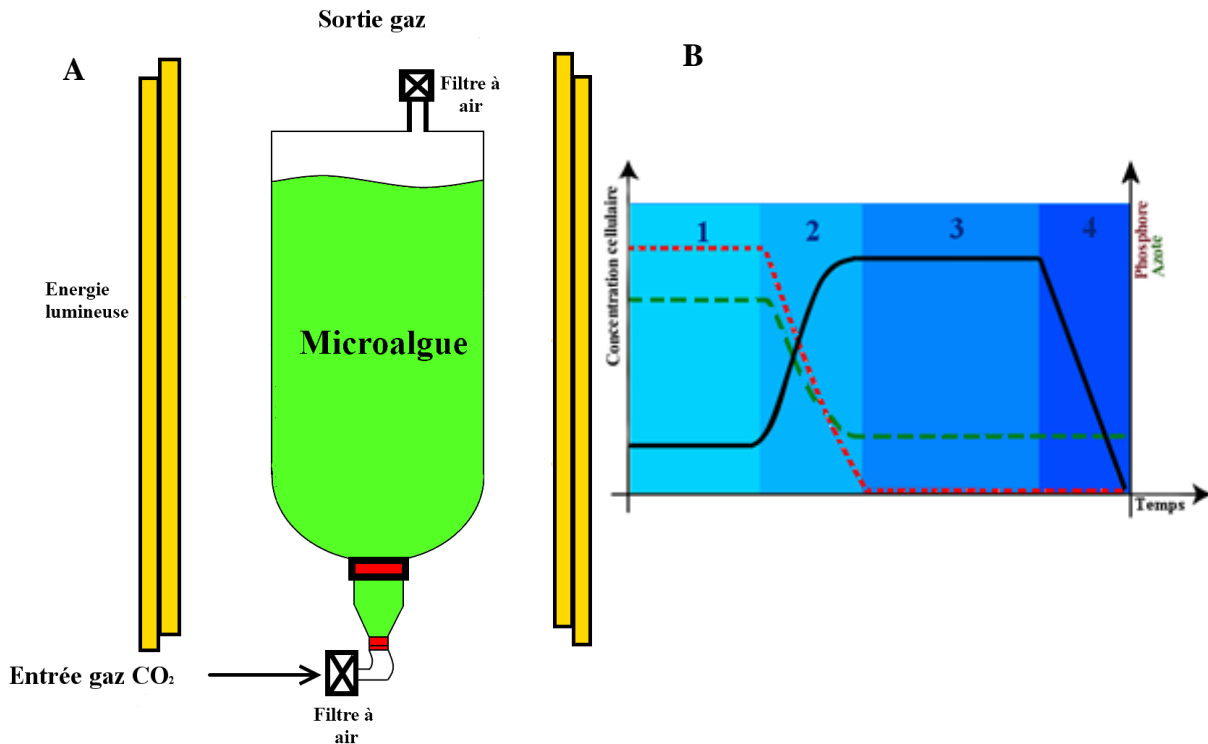 Sortie gaz
A
Filtre à
air
Energie
lumineuse
Microalgue
Entrée gaz CO₂
Filtre à
air
B
Concentration cellulaire
1
2
3
4
Phosphore
Azote
Temps